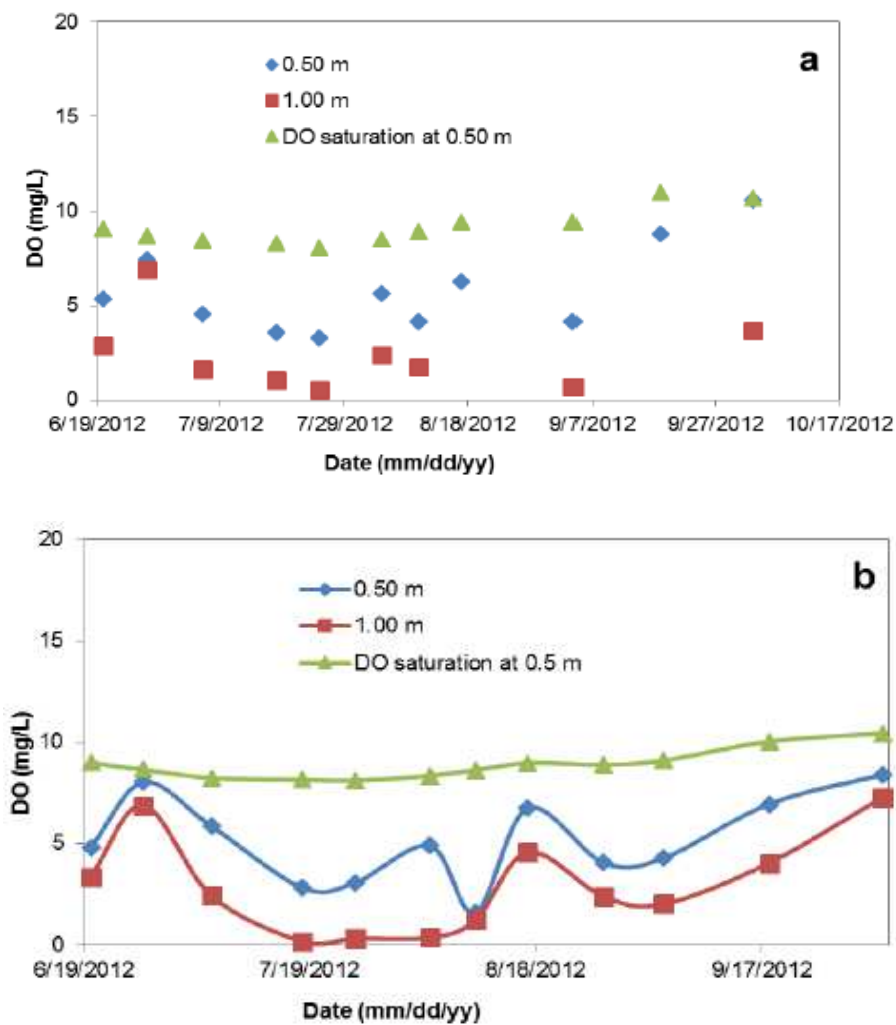 20
a
0.50 m
1.00 m
15
DO saturation at 0.50 m
DO (mg/L)
10
5
0
6/19/2012 7/9/2012 7/29/2012 8/18/2012 9/7/2012 9/27/2012 10/17/2012
Date (mm/dd/yy)
20
b
0.50 m
1.00 m
15
DO saturation at 0.5 m
DO (mg/L)
10
5
0
6/19/2012 7/19/2012 8/18/2012 9/17/2012
Date (mm/dd/yy)